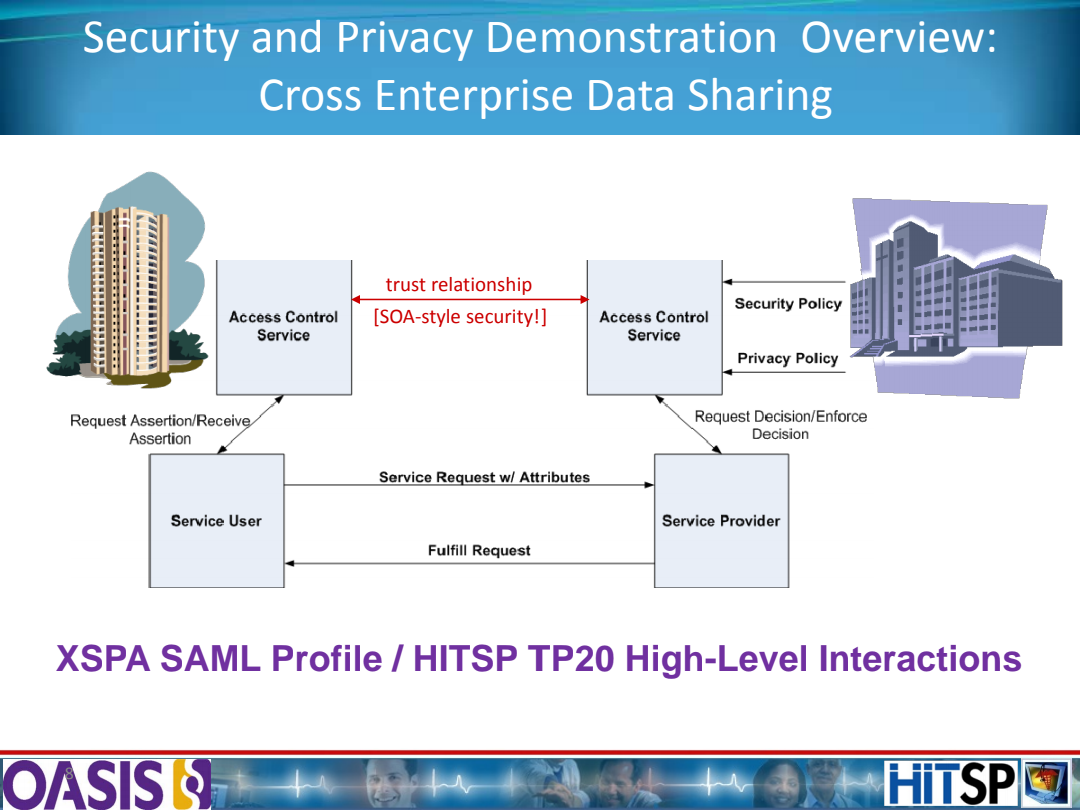 Security and Privacy Demonstration Overview:
Cross Enterprise Data Sharing
trust relationship
[SOA-style security!]
Access Control
Service
Access Control
Service
Security Policy
Privacy Policy
Request Assertion/Receive
Assertion
Request Decision/Enforce
Decision
Service Request w/ Attributes
Service User
Service Provider
Fulfill Request
XSPA SAML Profile / HITSP TP20 High-Level Interactions
8
OASIS
HITSP